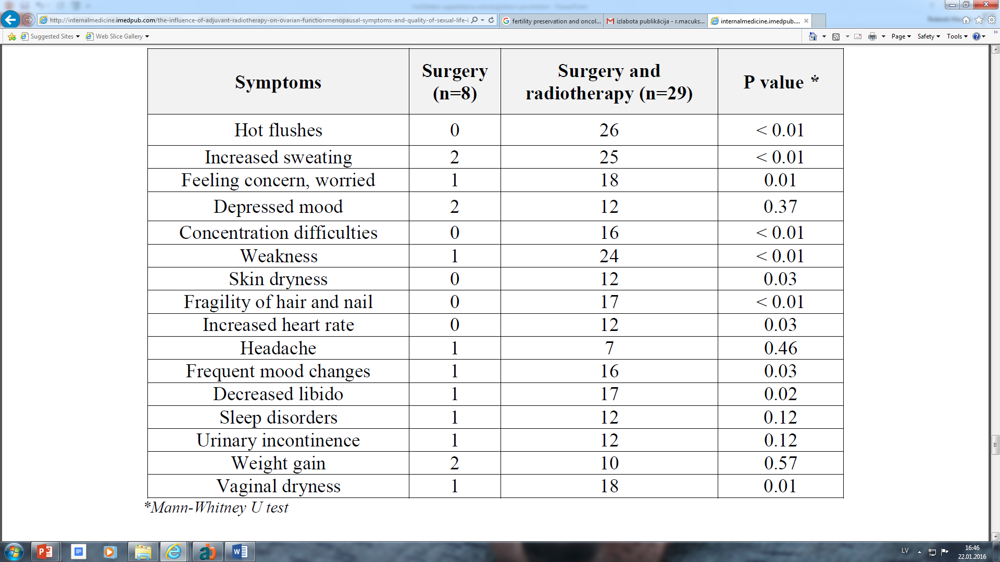 http://internalmedicine.imedpub.com/the-influence-of-adjuvant-radiotherapy-on-ovarian-functionmenopausal-symptoms-and-quality-of-sexual-life-i
fertility preservation and oncol...
izlabota publikācija - r.macuks...
internalmedicine.imedpub....
Suggested Sites
Web Slice Gallery
Page
Safety
Tools
Symptoms Surgery (n=8) Surgery and radiotherapy (n=29) P value *
Hot flushes 0 26 < 0.01
Increased sweating 2 25 < 0.01
Feeling concern, worried 1 18 0.01
Depressed mood 2 12 0.37
Concentration difficulties 0 16 < 0.01
Weakness 1 24 < 0.01
Skin dryness 0 12 0.03
Fragility of hair and nail 0 17 < 0.01
Increased heart rate 0 12 0.03
Headache 1 7 0.46
Frequent mood changes 1 16 0.03
Decreased libido 1 17 0.02
Sleep disorders 1 12 0.12
Urinary incontinence 1 12 0.12
Weight gain 2 10 0.57
Vaginal dryness 1 18 0.01
*Mann-Whitney U test
LV
16:46
22.01.2016